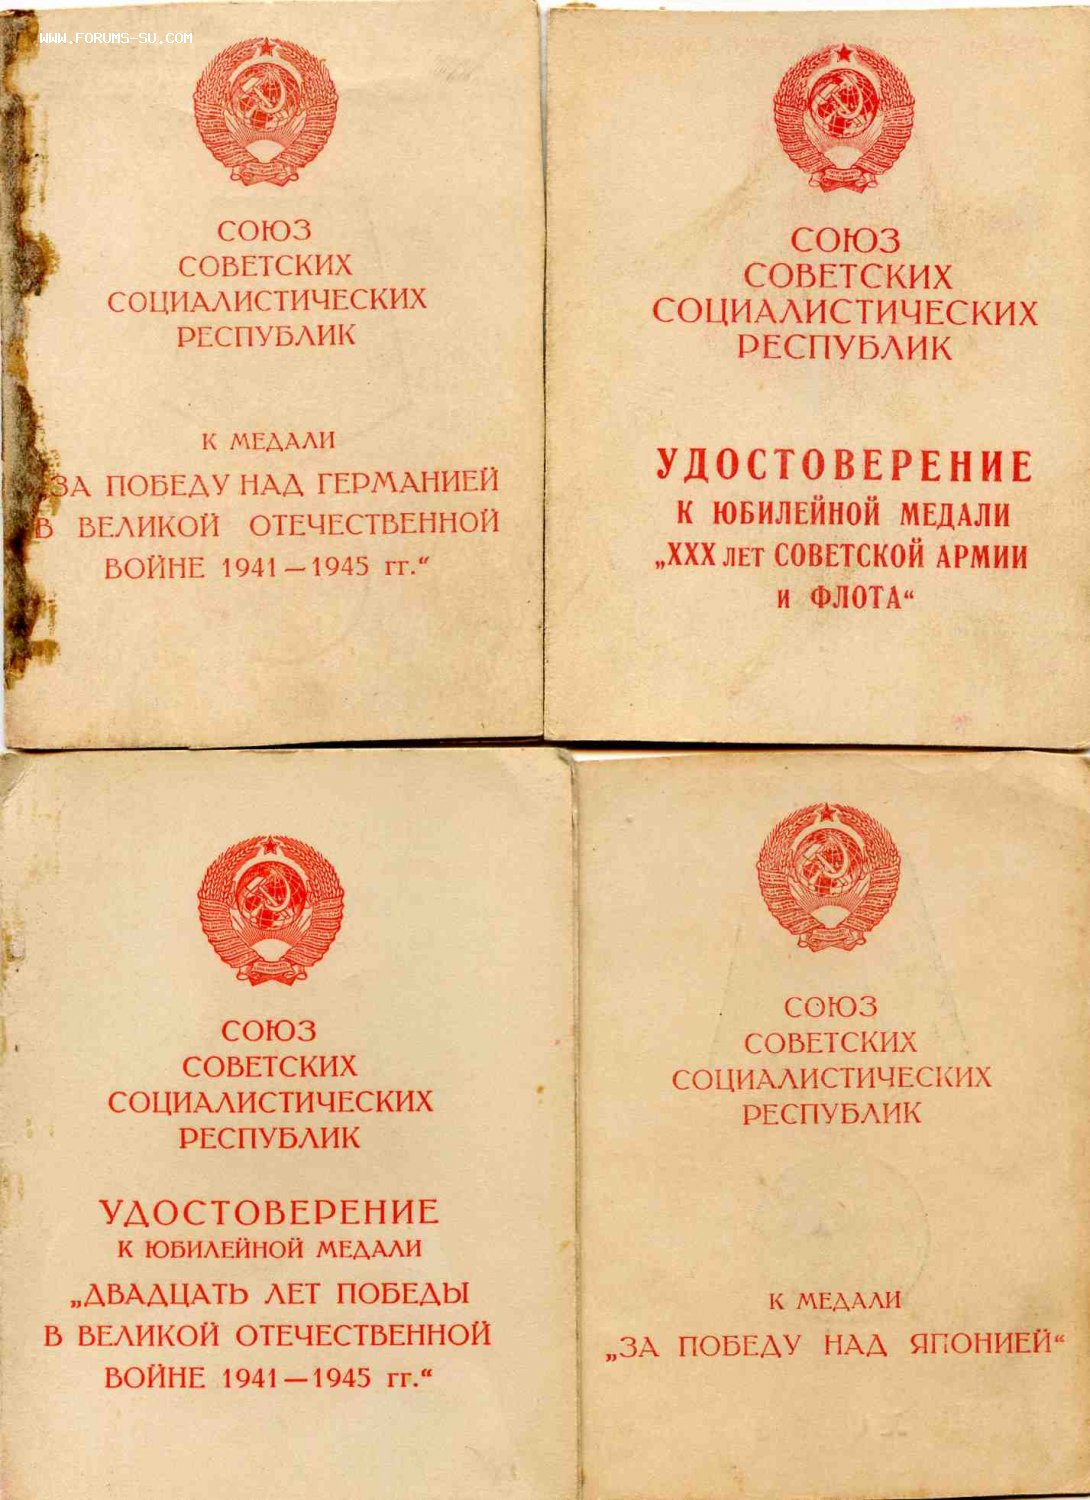 WWW.FORUMS-SU.COM
СОЮЗ
СОВЕТСКИХ
СОЦИАЛИСТИЧЕСКИХ
РЕСПУБЛИК
К МЕДАЛИ
„ЗА ПОБЕДУ НАД ГЕРМАНИЕЙ
В ВЕЛИКОЙ ОТЕЧЕСТВЕННОЙ
ВОЙНЕ 1941—1945 гг.“
СОЮЗ
СОВЕТСКИХ
СОЦИАЛИСТИЧЕСКИХ
РЕСПУБЛИК
УДОСТОВЕРЕНИЕ
К ЮБИЛЕЙНОЙ МЕДАЛИ
„XXX ЛЕТ СОВЕТСКОЙ АРМИИ
И ФЛОТА“
СОЮЗ
СОВЕТСКИХ
СОЦИАЛИСТИЧЕСКИХ
РЕСПУБЛИК
УДОСТОВЕРЕНИЕ
К ЮБИЛЕЙНОЙ МЕДАЛИ
„ДВАДЦАТЬ ЛЕТ ПОБЕДЫ
В ВЕЛИКОЙ ОТЕЧЕСТВЕННОЙ
ВОЙНЕ 1941—1945 гг.“
СОЮЗ
СОВЕТСКИХ
СОЦИАЛИСТИЧЕСКИХ
РЕСПУБЛИК
К МЕДАЛИ
„ЗА ПОБЕДУ НАД ЯПОНИЕЙ“